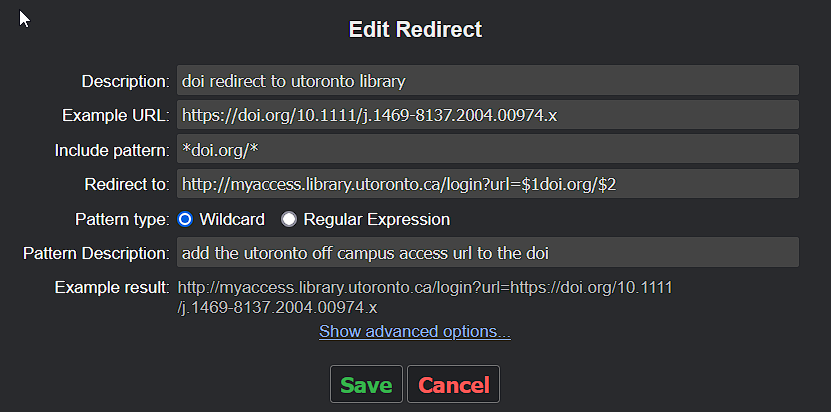 Edit Redirect
Description: doi redirect to utoronto library
Example URL: https://doi.org/10.1111/j.1469-8137.2004.00974.x
Include pattern: *doi.org/*
Redirect to: http://myaccess.library.utoronto.ca/login?url=$1doi.org/$2
Pattern type: Wildcard Regular Expression
Pattern Description: add the utoronto off campus access url to the doi
Example result: http://myaccess.library.utoronto.ca/login?url=https://doi.org/10.1111
/j.1469-8137.2004.00974.x
Show advanced options...
Save Cancel